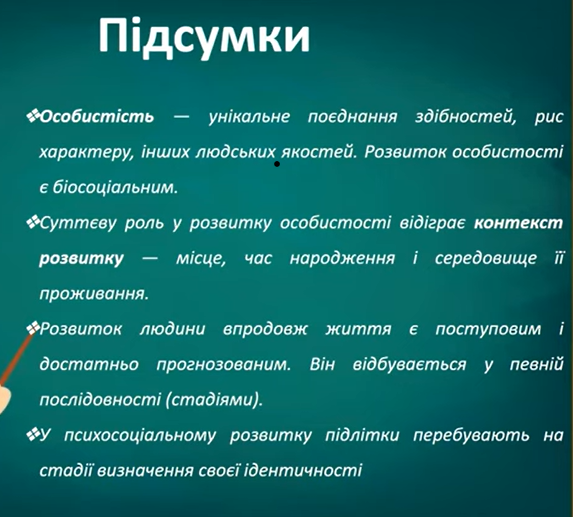 Підсумки
❖Особистість — унікальне поєднання здібностей, рис
характеру, інших людських якостей. Розвиток особистості
є біосоціальним.
❖Суттєву роль у розвитку особистості відіграє контекст
розвитку — місце, час народження і середовище її
проживання.
❖Розвиток людини впродовж життя є поступовим і
достатньо прогнозованим. Він відбувається у певній
послідовності (стадіями).
❖У психосоціальному розвитку підлітки перебувають на
стадії визначення своєї ідентичності